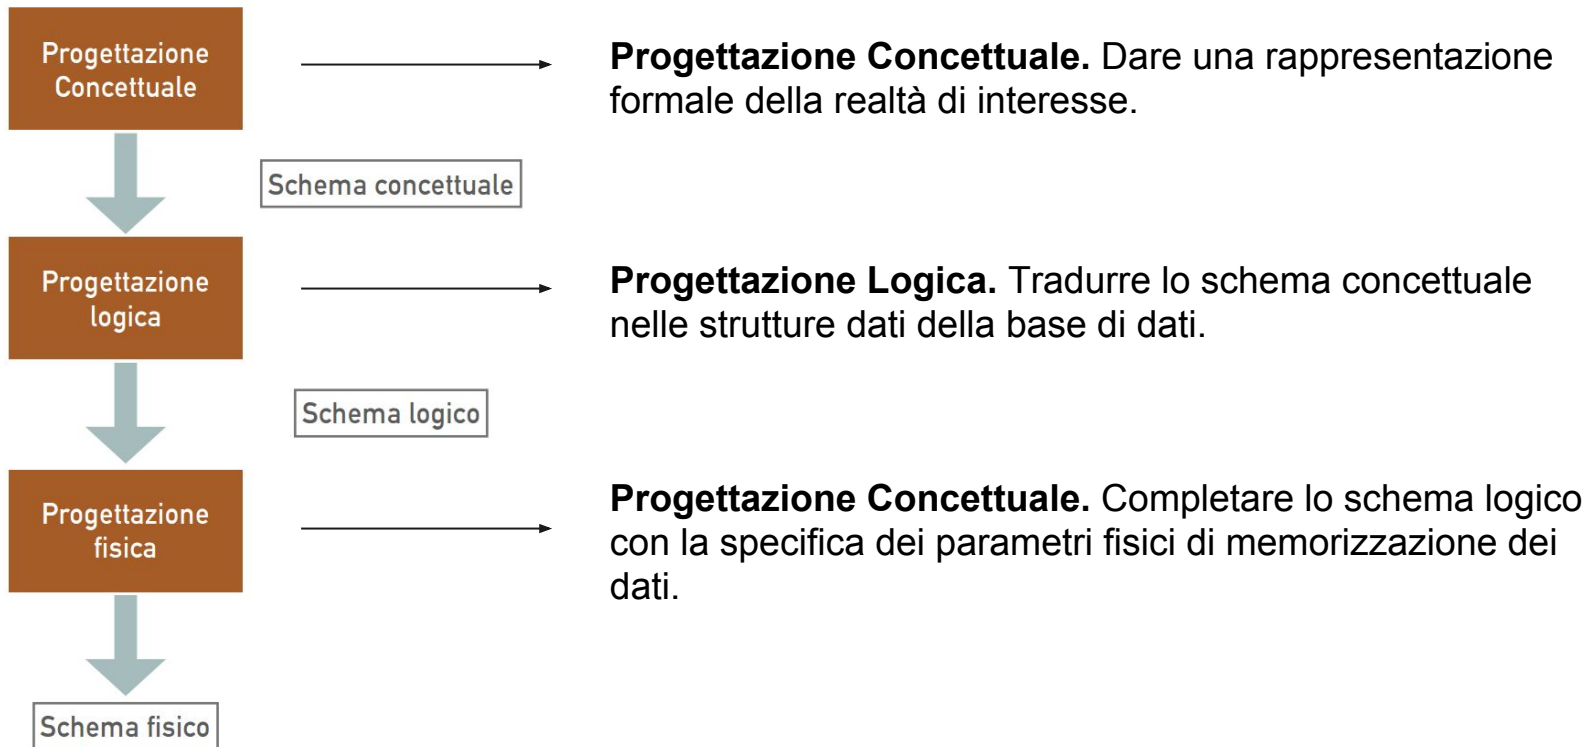 Progettazione
Concettuale
Progettazione Concettuale. Dare una rappresentazione
formale della realtà di interesse.
Schema concettuale
Progettazione
logica
Progettazione Logica. Tradurre lo schema concettuale
nelle strutture dati della base di dati.
Schema logico
Progettazione
fisica
Progettazione Concettuale. Completare lo schema logico
con la specifica dei parametri fisici di memorizzazione dei
dati.
Schema fisico